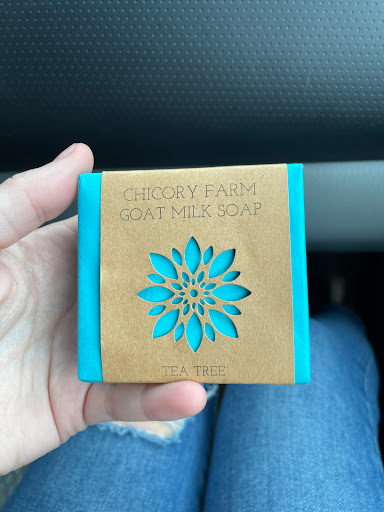 CHICORY FARM
GOAT MILK SOAP
TEA TREE